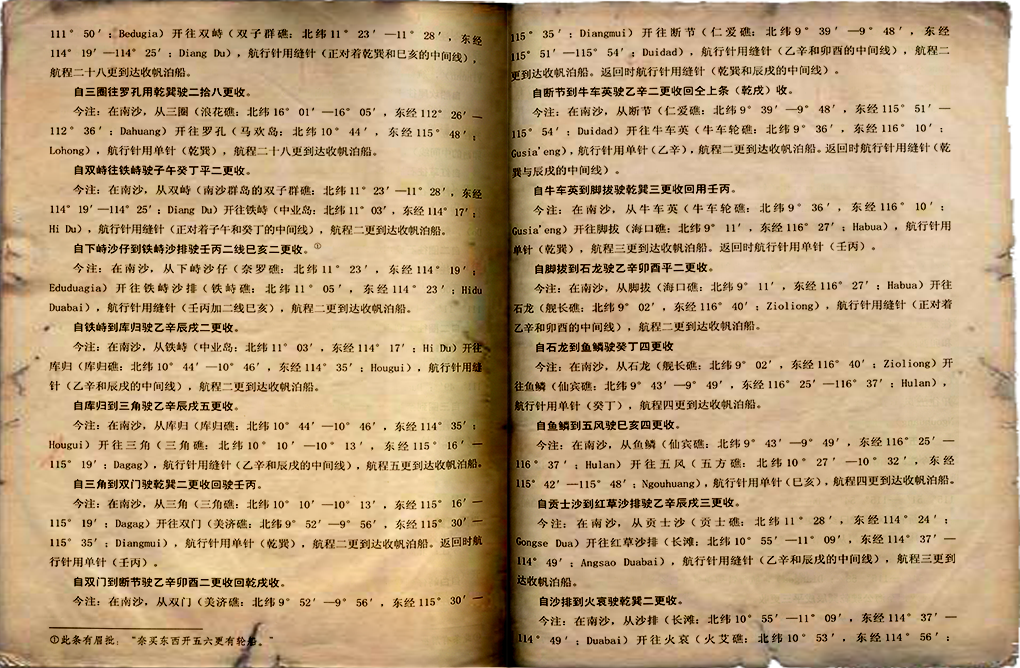 111° 50′；Bedugia）开往双峙（双子群礁：北纬 11° 23′—11° 28′，东经
114° 19′—114° 25′；Diang Du），航行针用缝针（正对着乾巽和巳亥的中间线），
航程二十八更到达收帆泊船。
自三圈往罗孔用乾巽驶二拾八更收。
今注：在南沙，从三圈（浪花礁：北纬 16° 01′—16° 05′，东经 112° 26′—
112° 36′；Dahuang）开往罗孔（马欢岛：北纬 10° 44′，东经 115° 48′；
Lohong），航行针用单针（乾巽），航程二十八更到达收帆泊船。
自双峙往铁峙驶子午癸丁平二更收。
今注：在南沙，从双峙（南沙群岛的双子群礁：北纬 11° 23′—11° 28′，东经
114° 19′—114° 25′；Diang Du）开往铁峙（中业岛：北纬 11° 03′，东经 114° 17′；
Hi Du），航行针用缝针（正对着子午和癸丁的中间线），航程二更到达收帆泊船。
自下峙沙仔到铁峙沙排驶壬丙二线巳亥二更收。①
今注：在南沙，从下峙沙仔（奈罗礁：北纬 11° 23′，东经 114° 19′；
Eduduagia）开往铁峙沙排（铁峙礁：北纬 11° 05′，东经 114° 23′；Hidu
Duabai），航行针用缝针（壬丙加二线巳亥），航程二更到达收帆泊船。
自铁峙到库归驶乙辛辰戌二更收。
今注：在南沙，从铁峙（中业岛：北纬 11° 03′，东经 114° 17′；Hi Du）开往
库归（库归礁：北纬 10° 44′—10° 46′，东经 114° 35′；Hougui），航行针用缝
针（乙辛和辰戌的中间线），航程二更到达收帆泊船。
自库归到三角驶乙辛辰戌五更收。
今注：在南沙，从库归（库归礁：北纬 10° 44′—10° 46′，东经 114° 35′；
Hougui）开往三角（三角礁：北纬 10° 10′—10° 13′，东经 115° 16′—
115° 19′；Dagag），航行针用缝针（乙辛和辰戌的中间线），航程五更到达收帆泊船。
自三角到双门驶乾巽二更收回驶壬丙。
今注：在南沙，从三角（三角礁：北纬 10° 10′—10° 13′，东经 115° 16′—
115° 19′；Dagag）开往双门（美济礁：北纬 9° 52′—9° 56′，东经 115° 30′—
115° 35′；Diangmui），航行针用单针（乾巽），航程二更到达收帆泊船。返回时航
行针用单针（壬丙）。
自双门到断节驶乙辛卯酉二更收回乾戌收。
今注：在南沙，从双门（美济礁：北纬 9° 52′—9° 56′，东经 115° 30′—
①此条有眉批：“奈买东西开五六更有轮船。”
115° 35′；Diangmui）开往断节（仁爱礁：北纬 9° 39′—9° 48′，东经
115° 51′—115° 54′；Duidad），航行针用缝针（乙辛和卯酉的中间线），航程二
更到达收帆泊船。返回时航行针用缝针（乾巽和辰戌的中间线）。
自断节到牛车英驶乙辛二更收回全上条（乾戌）收。
今注：在南沙，从断节（仁爱礁：北纬 9° 39′—9° 48′，东经 115° 51′—
115° 54′；Duidad）开往牛车英（牛车轮礁：北纬 9° 36′，东经 116° 10′；
Gusia'eng），航行针用单针（乙辛），航程二更到达收帆泊船。返回时航行针用缝针（乾
巽与辰戌的中间线）。
自牛车英到脚拔驶乾巽三更收回用壬丙。
今注：在南沙，从牛车英（牛车轮礁：北纬 9° 36′，东经 116° 10′；
Gusia'eng）开往脚拔（海口礁：北纬 9° 11′，东经 116° 27′；Habua），航行针用
单针（乾巽），航程三更到达收帆泊船。返回时航行针用单针（壬丙）。
自脚拔到石龙驶乙辛卯酉平二更收。
今注：在南沙，从脚拔（海口礁：北纬 9° 11′，东经 116° 27′；Habua）开往
石龙（舰长礁：北纬 9° 02′，东经 116° 40′；Zioliong），航行针用缝针（正对着
乙辛和卯酉的中间线），航程二更到达收帆泊船。
自石龙到鱼鳞驶癸丁四更收
今注：在南沙，从石龙（舰长礁：北纬 9° 02′，东经 116° 40′；Zioliong）开
往鱼鳞（仙宾礁：北纬 9° 43′—9° 49′，东经 116° 25′—116° 37′；Hulan），
航行针用单针（癸丁），航程四更到达收帆泊船。
自鱼鳞到五风驶巳亥四更收。
今注：在南沙，从鱼鳞（仙宾礁：北纬 9° 43′—9° 49′，东经 116° 25′—
116° 37′；Hulan）开往五风（五方礁：北纬 10° 27′—10° 32′，东经
115° 42′—115° 48′；Ngouhuang），航行针用单针（巳亥），航程四更到达收帆泊船。
自贡士沙到红草沙排驶乙辛辰戌三更收。
今注：在南沙，从贡士沙（贡士礁：北纬 11° 28′，东经 114° 24′；
Gongse Dua）开往红草沙排（长滩：北纬 10° 55′—11° 09′，东经 114° 37′—
114° 49′；Angsao Duabai），航行针用缝针（乙辛和辰戌的中间线），航程三更到
达收帆泊船。
自沙排到火哀驶乾巽二更收。
今注：在南沙，从沙排（长滩：北纬 10° 55′—11° 09′，东经 114° 37′—
114° 49′；Duabai）开往火哀（火艾礁：北纬 10° 53′，东经 114° 56′；